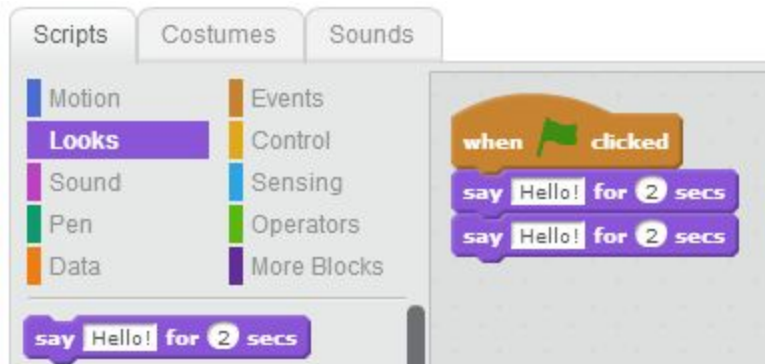 Scripts Costumes Sounds
Motion Events
Looks Control
Sound Sensing
Pen Operators
Data More Blocks
say Hello! for 2 secs
when clicked
say Hello! for 2 secs
say Hello! for 2 secs